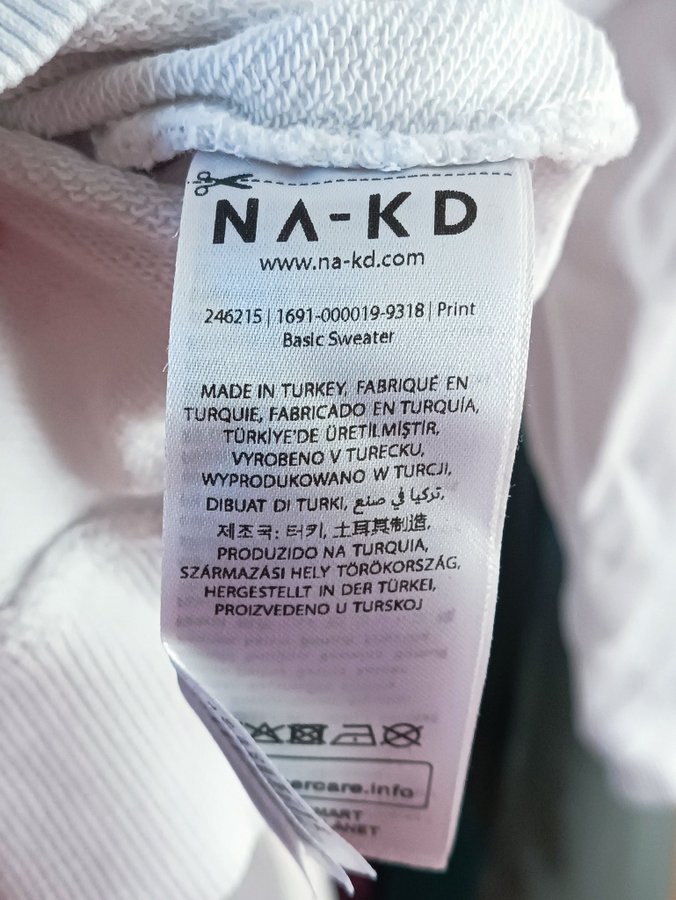 NA-KD
www.na-kd.com
246215 | 1691-000019-9318 | Print
Basic Sweater
MADE IN TURKEY, FABRIQUÉ EN
TURQUIE, FABRICADO EN TURQUÍA,
TÜRKİYE'DE ÜRETİLMİŞTİR,
VYROBENO V TURECKU,
WYPRODUKOWANO W TURCJI,
DIBUAT DI TURKI, تركيا في صنع,
제조국: 터키, 土耳其制造,
PRODUZIDO NA TURQUIA,
SZÁRMAZÁSI HELY TÖRÖKORSZÁG,
HERGESTELLT IN DER TÜRKEI,
PROIZVEDENO U TURSKOJ